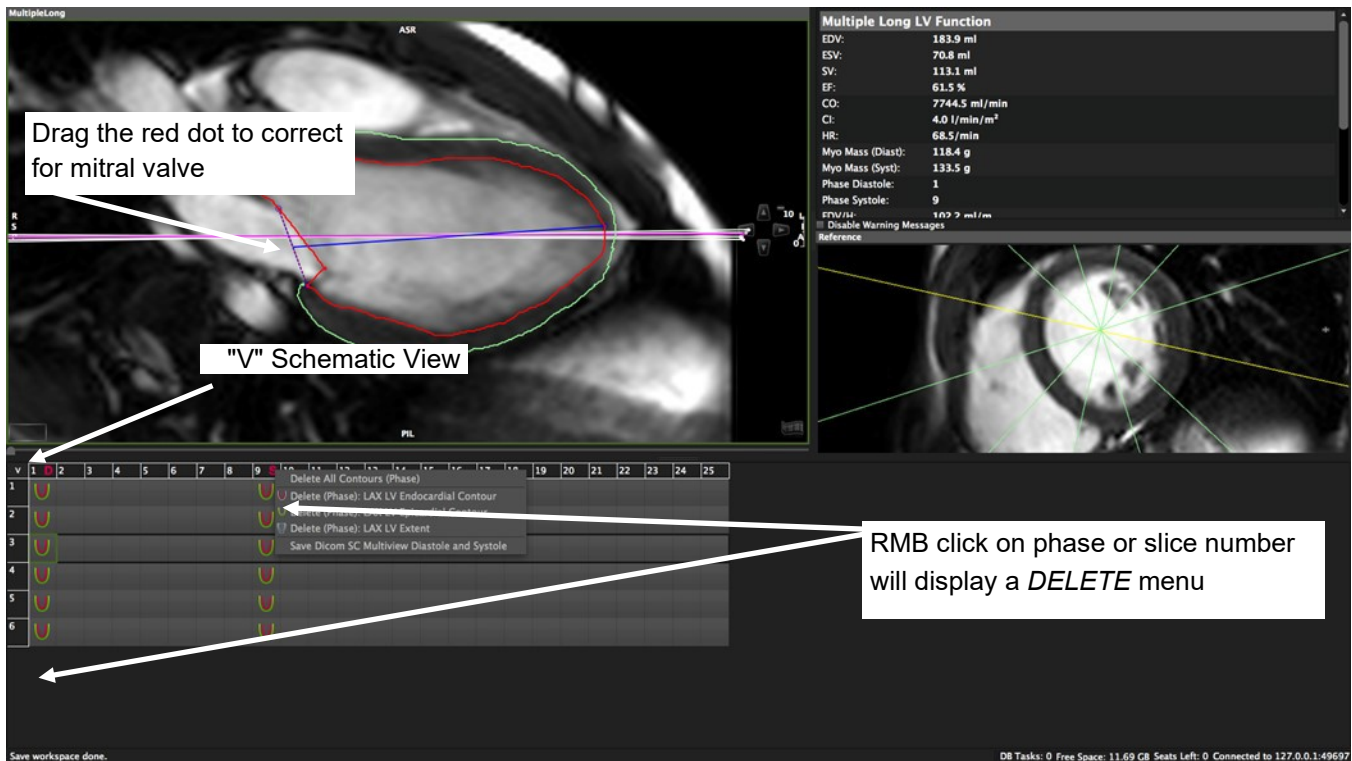 MultipleLong
ASR
Multiple Long LV Function
EDV: 183.9 ml
ESV: 70.8 ml
SV: 113.1 ml
EF: 61.5 %
CO: 7744.5 ml/min
CI: 4.0 l/min/m²
HR: 68.5/min
Myo Mass (Diast): 118.4 g
Myo Mass (Syst): 133.5 g
Phase Diastole: 1
Phase Systole: 9
EDV/H: 102.2 ml/m
Disable Warning Messages
Reference
Drag the red dot to correct
for mitral valve
R
S
10
L
0
"V" Schematic View
PIL
V 1 D 2 3 4 5 6 7 8 9 S 10 11 12 13 14 15 16 17 18 19 20 21 22 23 24 25
1
2
3
4
5
6
Delete All Contours (Phase)
Delete (Phase): LAX LV Endocardial Contour
Delete (Phase): LAX LV Extent
Save Dicom SC Multiview Diastole and Systole
RMB click on phase or slice number
will display a DELETE menu
Save workspace done.
DB Tasks: 0 Free Space: 11.69 GB Seats Left: 0 Connected to 127.0.0.1:49697